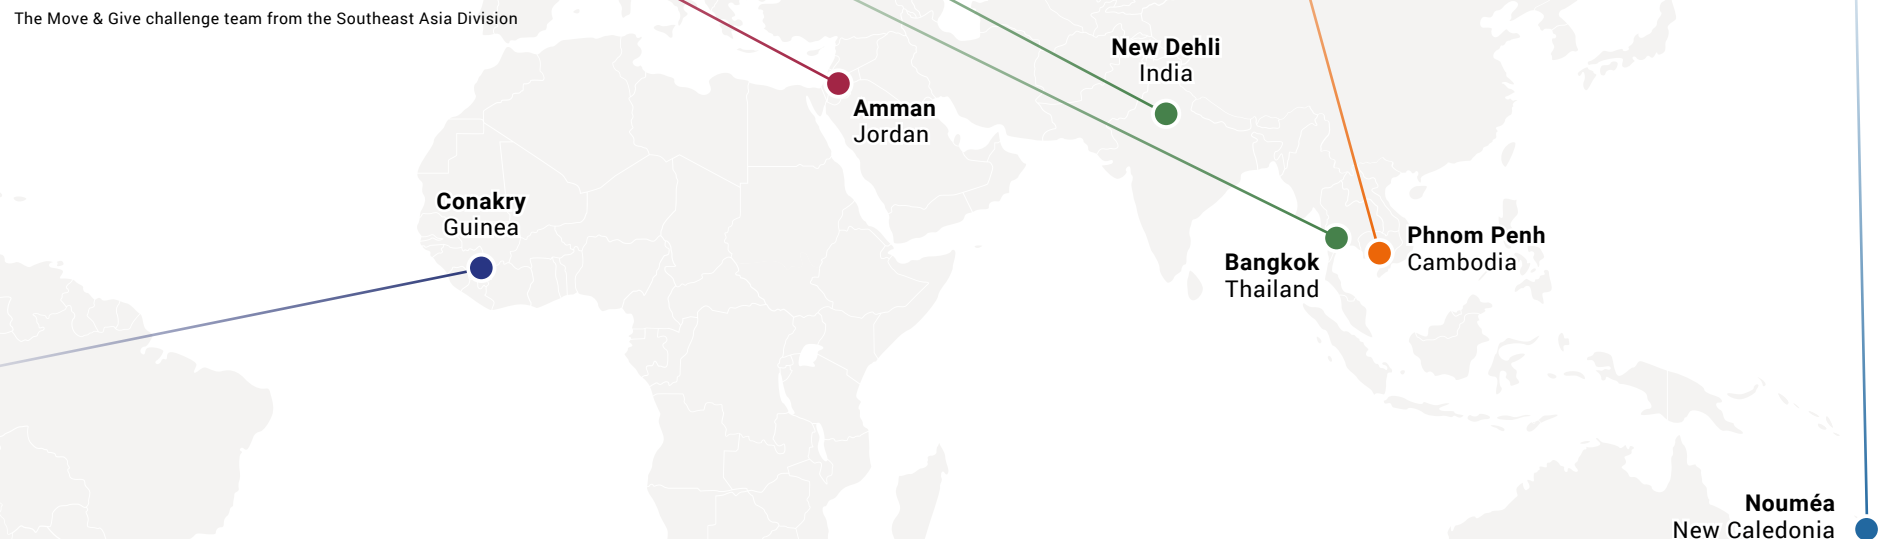 The Move & Give challenge team from the Southeast Asia Division
New Dehli
India
Amman
Jordan
Conakry
Guinea
Phnom Penh
Cambodia
Bangkok
Thailand
Nouméa
New Caledonia